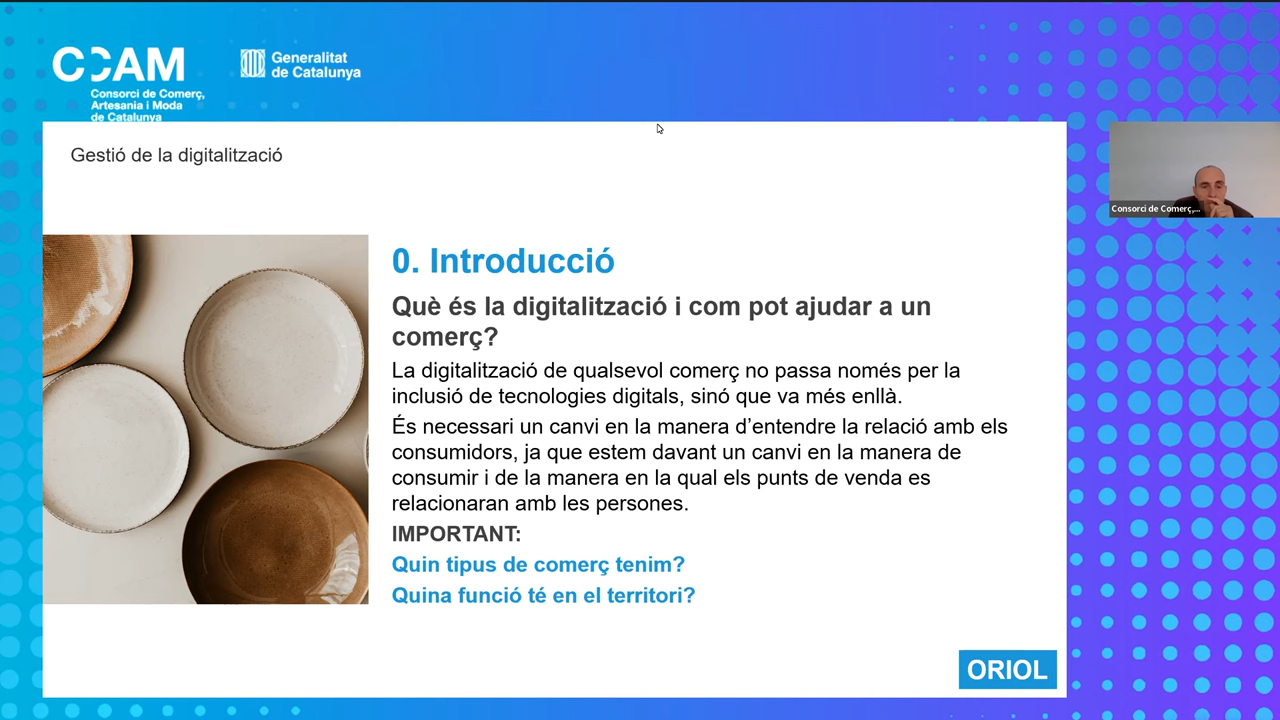 CCAM
Consorci de Comerç,
Artesania i Moda
de Catalunya
Generalitat
de Catalunya
Gestió de la digitalització
0. Introducció
Què és la digitalització i com pot ajudar a un
comerç?
La digitalització de qualsevol comerç no passa només per la
inclusió de tecnologies digitals, sinó que va més enllà.
És necessari un canvi en la manera d’entendre la relació amb els
consumidors, ja que estem davant un canvi en la manera de
consumir i de la manera en la qual els punts de venda es
relacionaran amb les persones.
IMPORTANT:
Quin tipus de comerç tenim?
Quina funció té en el territori?
ORIOL
Consorci de Comerç,...